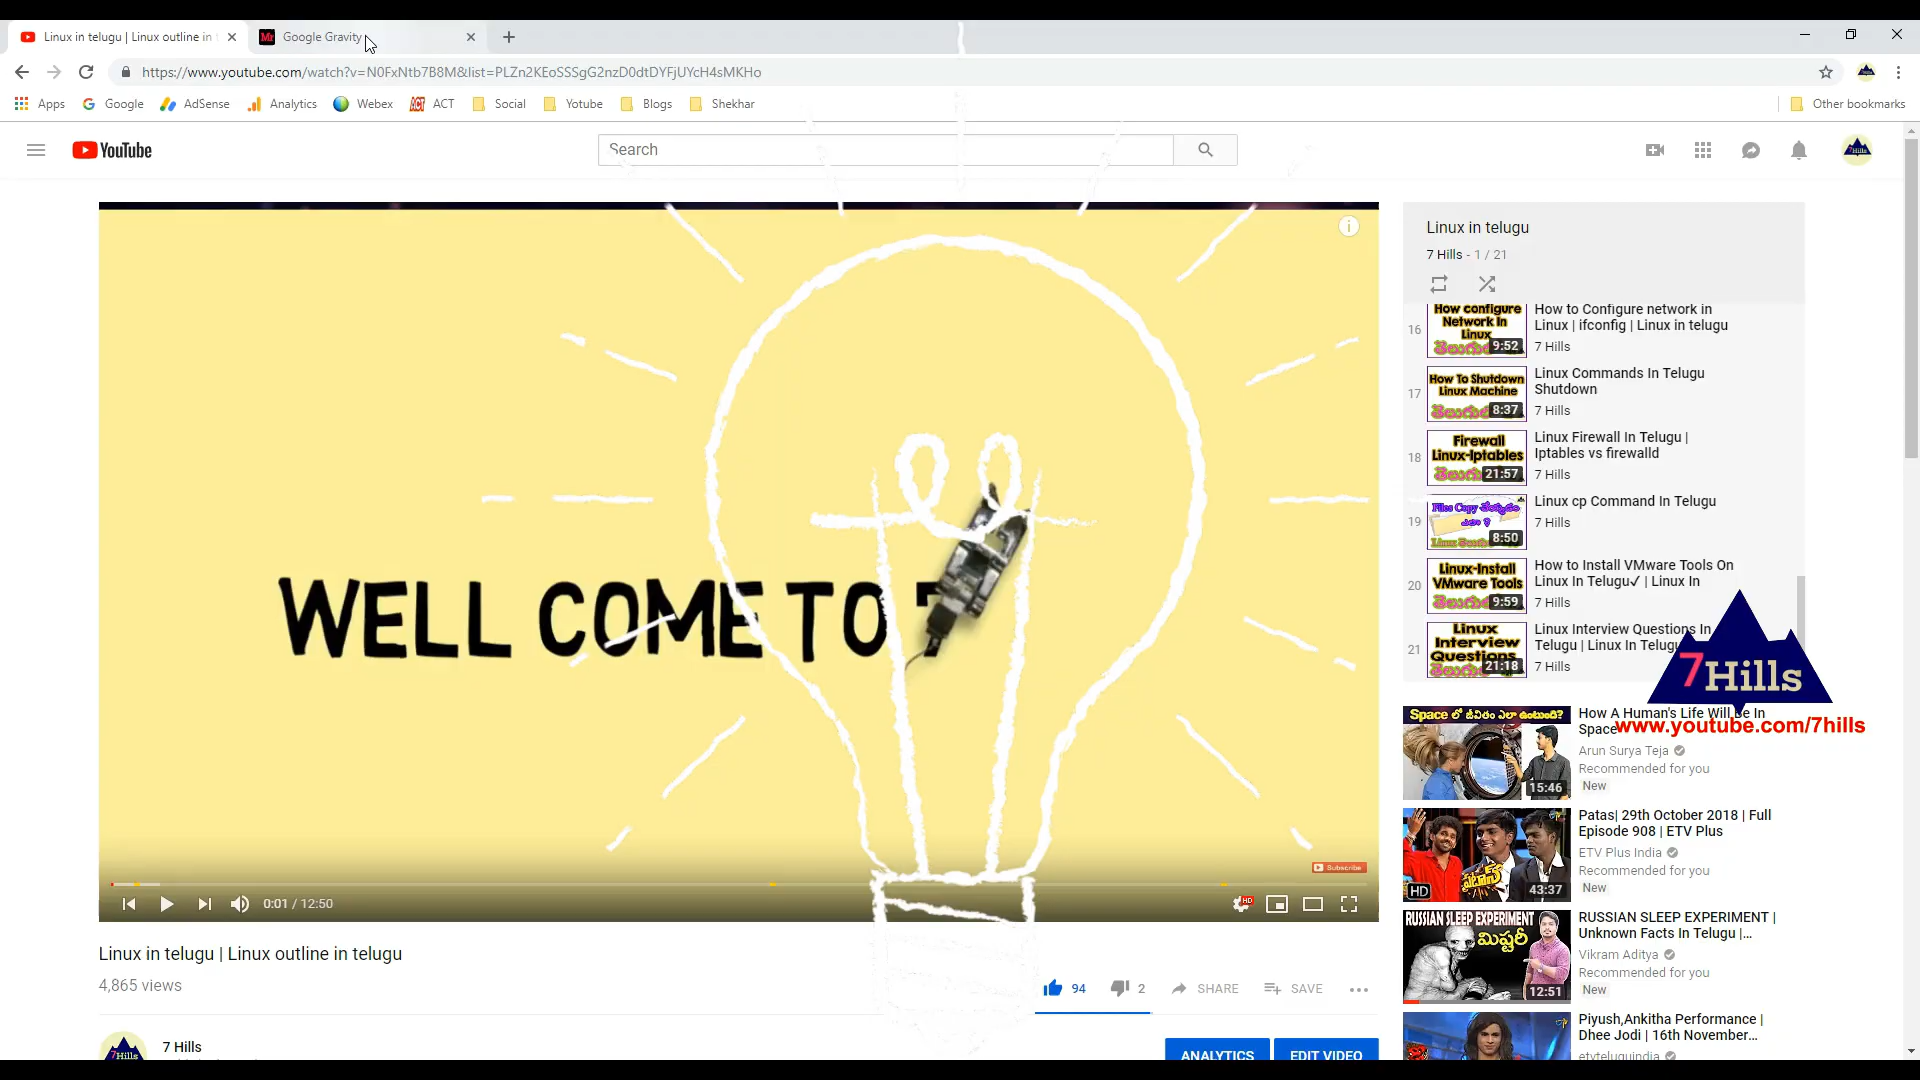 Linux in telugu | Linux outline in
Google Gravity
https://www.youtube.com/watch?v=N0FxNtb7B8M&list=PLZn2KEoSSSgG2nzD0dtDYFjUYcH4sMKHo
Apps
Google
AdSense
Analytics
Webex
ACT
Social
Yotube
Blogs
Shekhar
Other bookmarks
YouTube
Search
7Hills
WELL COME TO
Subscribe
0:01 / 12:50
HD
Linux in telugu | Linux outline in telugu
4,865 views
94
2
SHARE
SAVE
7 Hills
ANALYTICS
EDIT VIDEO
Linux in telugu
7 Hills - 1 / 21
16
How configure
Network In
Linux
9:52
How to Configure network in
Linux | ifconfig | Linux in telugu
7 Hills
17
How To Shutdown
Linux Machine
8:37
Linux Commands In Telugu
Shutdown
7 Hills
18
Firewall
Linux-Iptables
21:57
Linux Firewall In Telugu |
Iptables vs firewalld
7 Hills
19
8:50
Linux cp Command In Telugu
7 Hills
20
Linux-Install
VMware Tools
9:59
How to Install VMware Tools On
Linux In Telugu✓ | Linux In
7 Hills
21
Linux
Interview
Questions
21:18
Linux Interview Questions In
Telugu | Linux In Telugu
7 Hills
7Hills
www.youtube.com/7hills
Space లో జీవితం ఎలా ఉంటుంది?
15:46
How A Human's Life Will Be In
Space
Arun Surya Teja
Recommended for you
New
HD
43:37
Patas| 29th October 2018 | Full
Episode 908 | ETV Plus
ETV Plus India
Recommended for you
New
RUSSIAN SLEEP EXPERIMENT
మిస్టరీ
12:51
RUSSIAN SLEEP EXPERIMENT |
Unknown Facts In Telugu |...
Vikram Aditya
Recommended for you
New
Piyush,Ankitha Performance |
Dhee Jodi | 16th November...
etvteluguindia